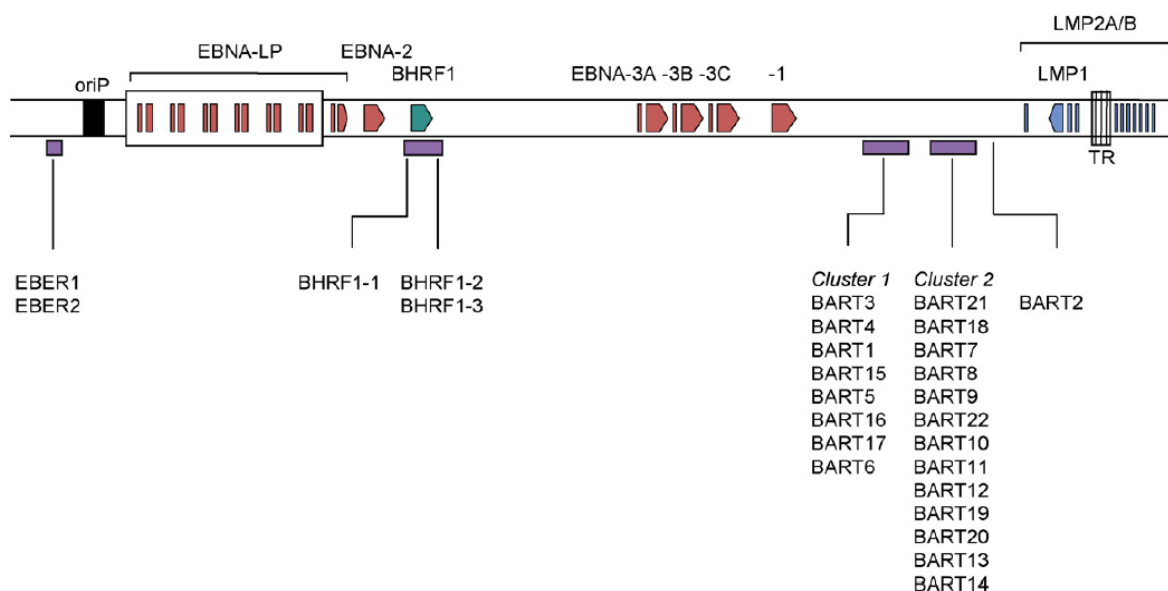 LMP2A/B
EBNA-LP EBNA-2
oriP BHRF1 EBNA-3A -3B -3C -1 LMP1
TR
EBER1
EBER2
BHRF1-1
BHRF1-2
BHRF1-3
Cluster 1
BART3
BART4
BART1
BART15
BART5
BART16
BART17
BART6
Cluster 2
BART21
BART18
BART7
BART8
BART9
BART22
BART10
BART11
BART12
BART19
BART20
BART13
BART14
BART2